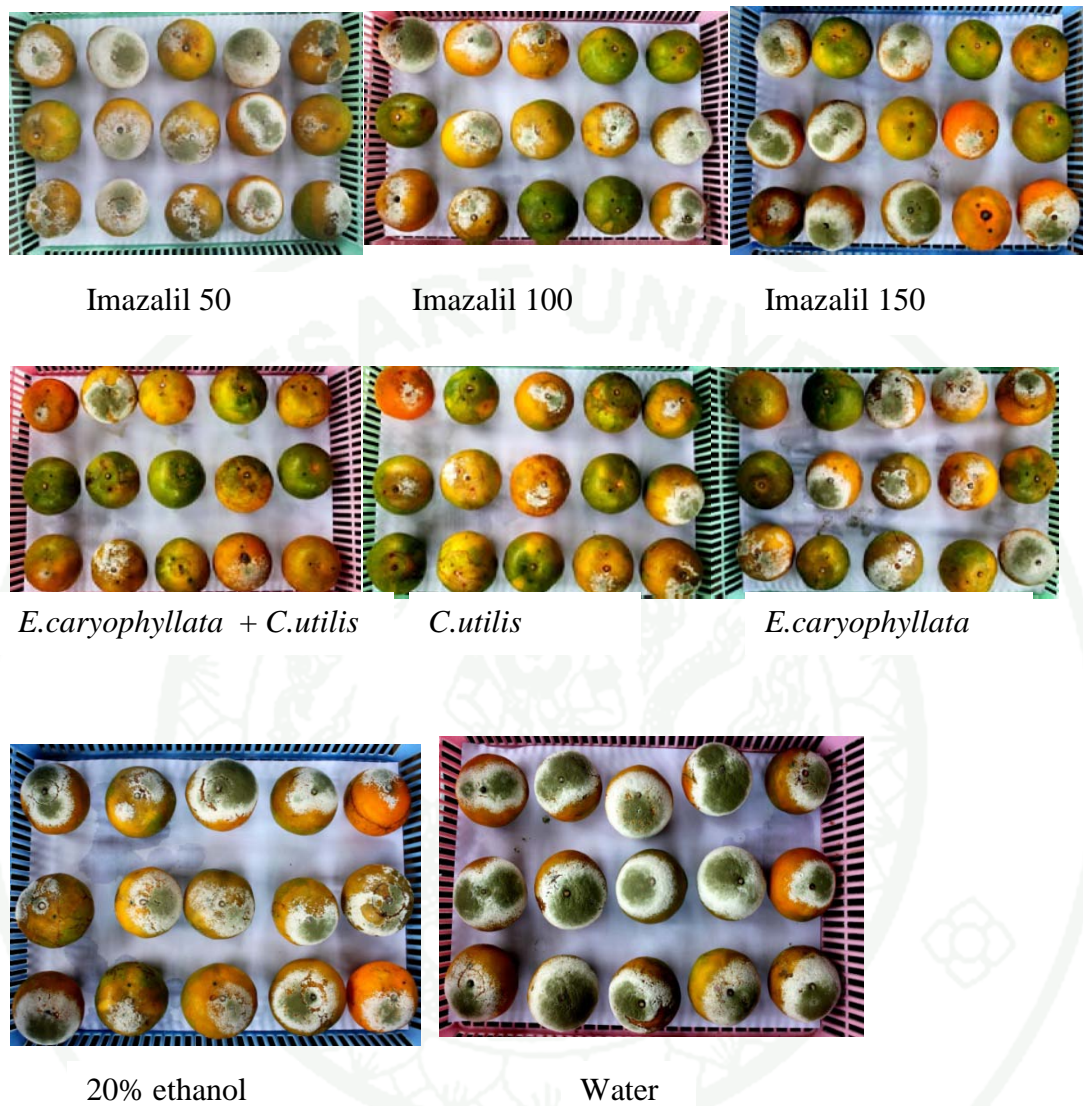 Imazalil 50 Imazalil 100 Imazalil 150
E.caryophyllata + C.utilis C.utilis E.caryophyllata
20% ethanol Water